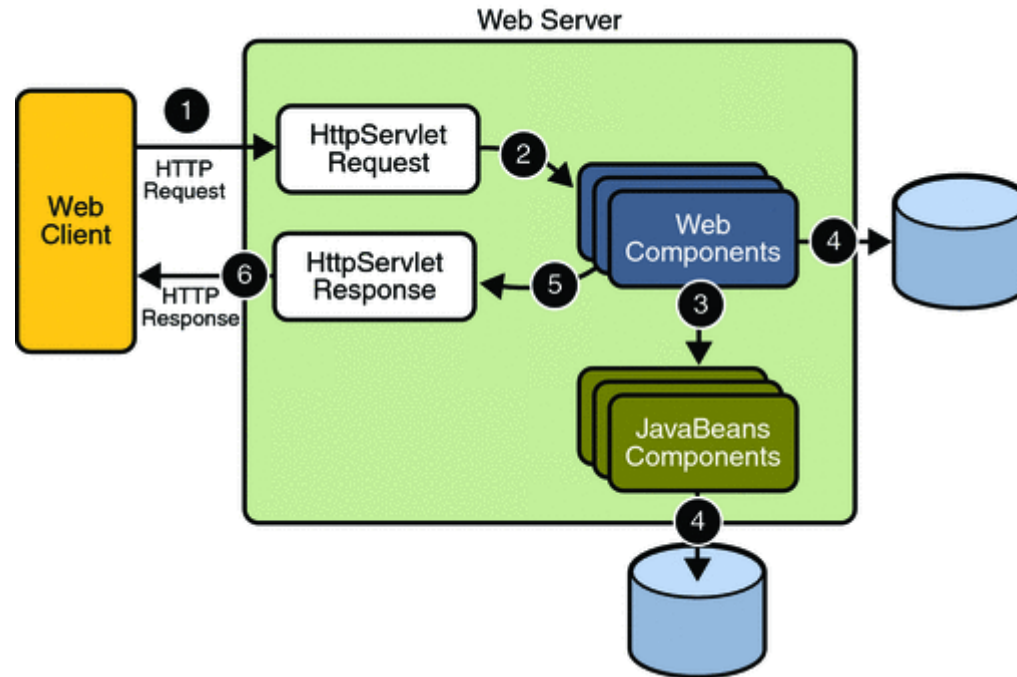 Web Server
1
HttpServlet
Request
2
HTTP
Request
Web
Client
Web
Components
4
HttpServlet
Response
6
5
HTTP
Response
3
JavaBeans
Components
4